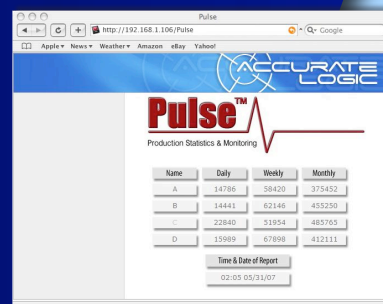 Pulse
http://192.168.1.106/Pulse
Q- Google
Apple News Weather Amazon eBay Yahoo!
ACCURATE
LOGIC
Pulse™
Production Statistics & Monitoring
Name Daily Weekly Monthly
A 14786 58420 375452
B 14441 62146 455250
C 22840 51954 485765
D 15989 67898 412111
Time & Date of Report
02:05 05/31/07